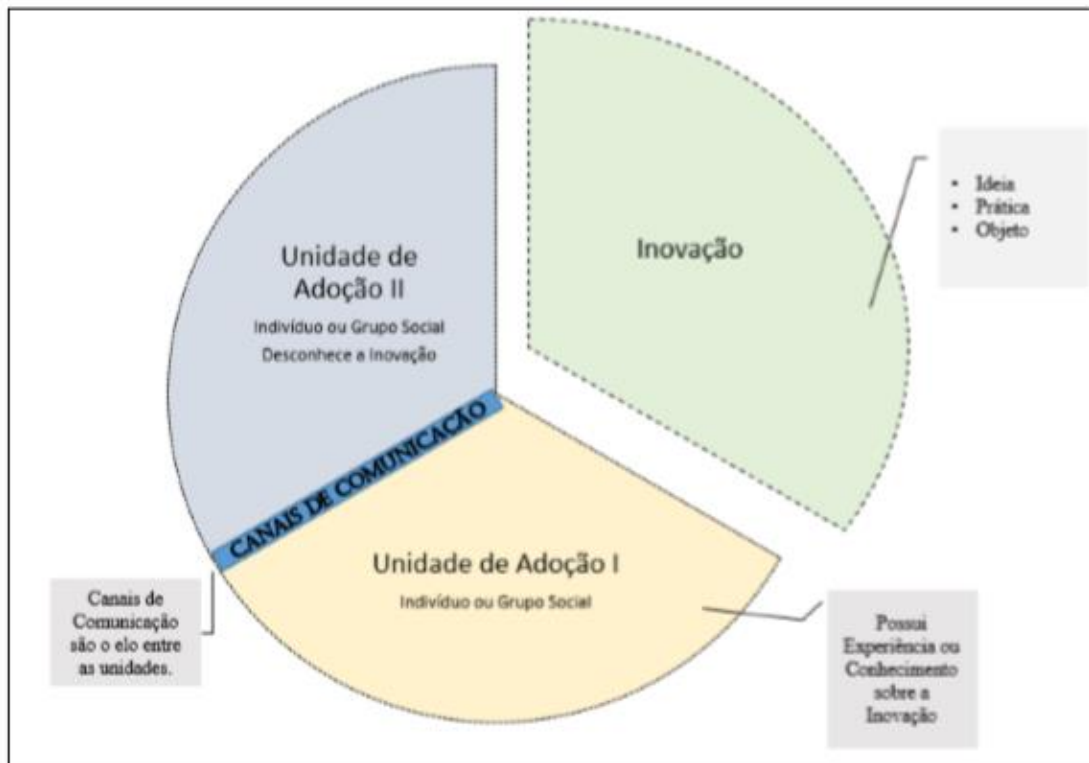 Unidade de
Adoção II
Indivíduo ou Grupo Social
Desconhece a Inovação
Inovação
• Ideia
• Prática
• Objeto
CANAIS DE COMUNICAÇÃO
Unidade de Adoção I
Indivíduo ou Grupo Social
Canais de
Comunicação
são o elo entre
as unidades.
Possui
Experiência ou
Conhecimento
sobre a
Inovação